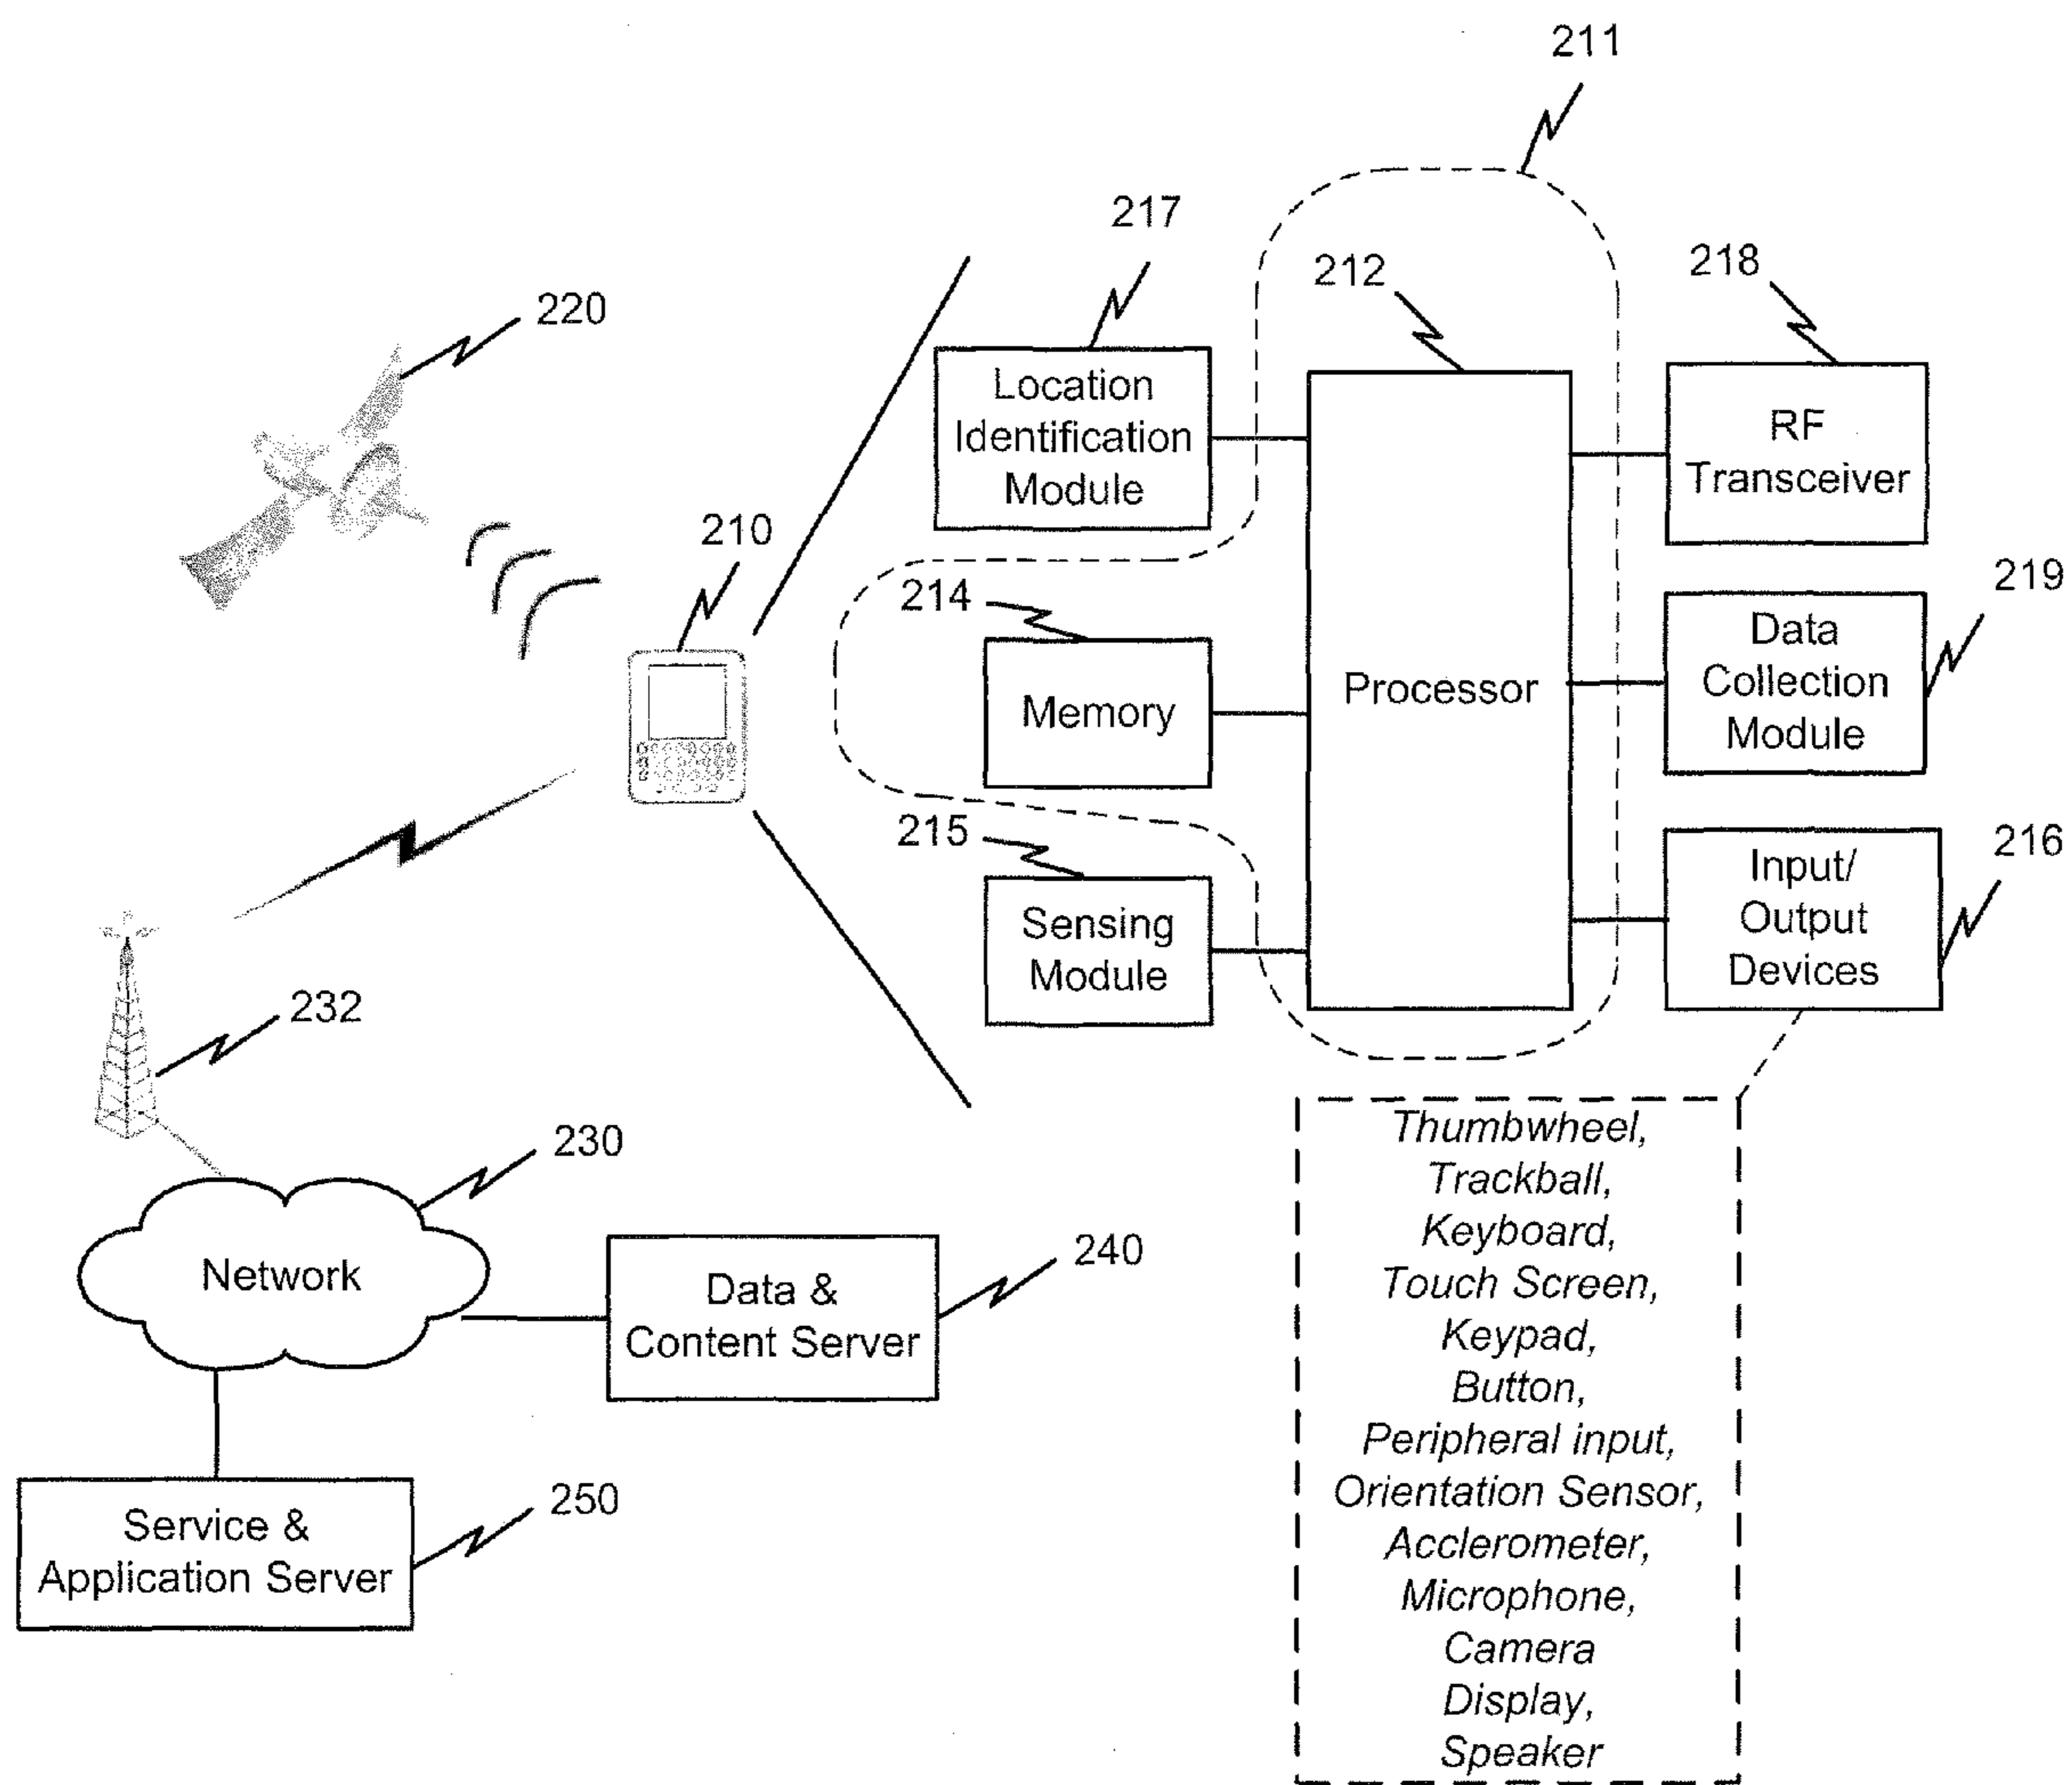 211
217
212
218
220
Location
Identification
Module
RF
Transceiver
210
214
219
Data
Collection
Module
Memory
Processor
215
216
Input/
Output
Devices
Sensing
Module
232
230
Thumbwheel,
Trackball,
Keyboard,
Touch Screen,
Keypad,
Button,
Peripheral input,
Orientation Sensor,
Acclerometer,
Microphone,
Camera
Display,
Speaker
Network
240
Data &
Content Server
250
Service &
Application Server